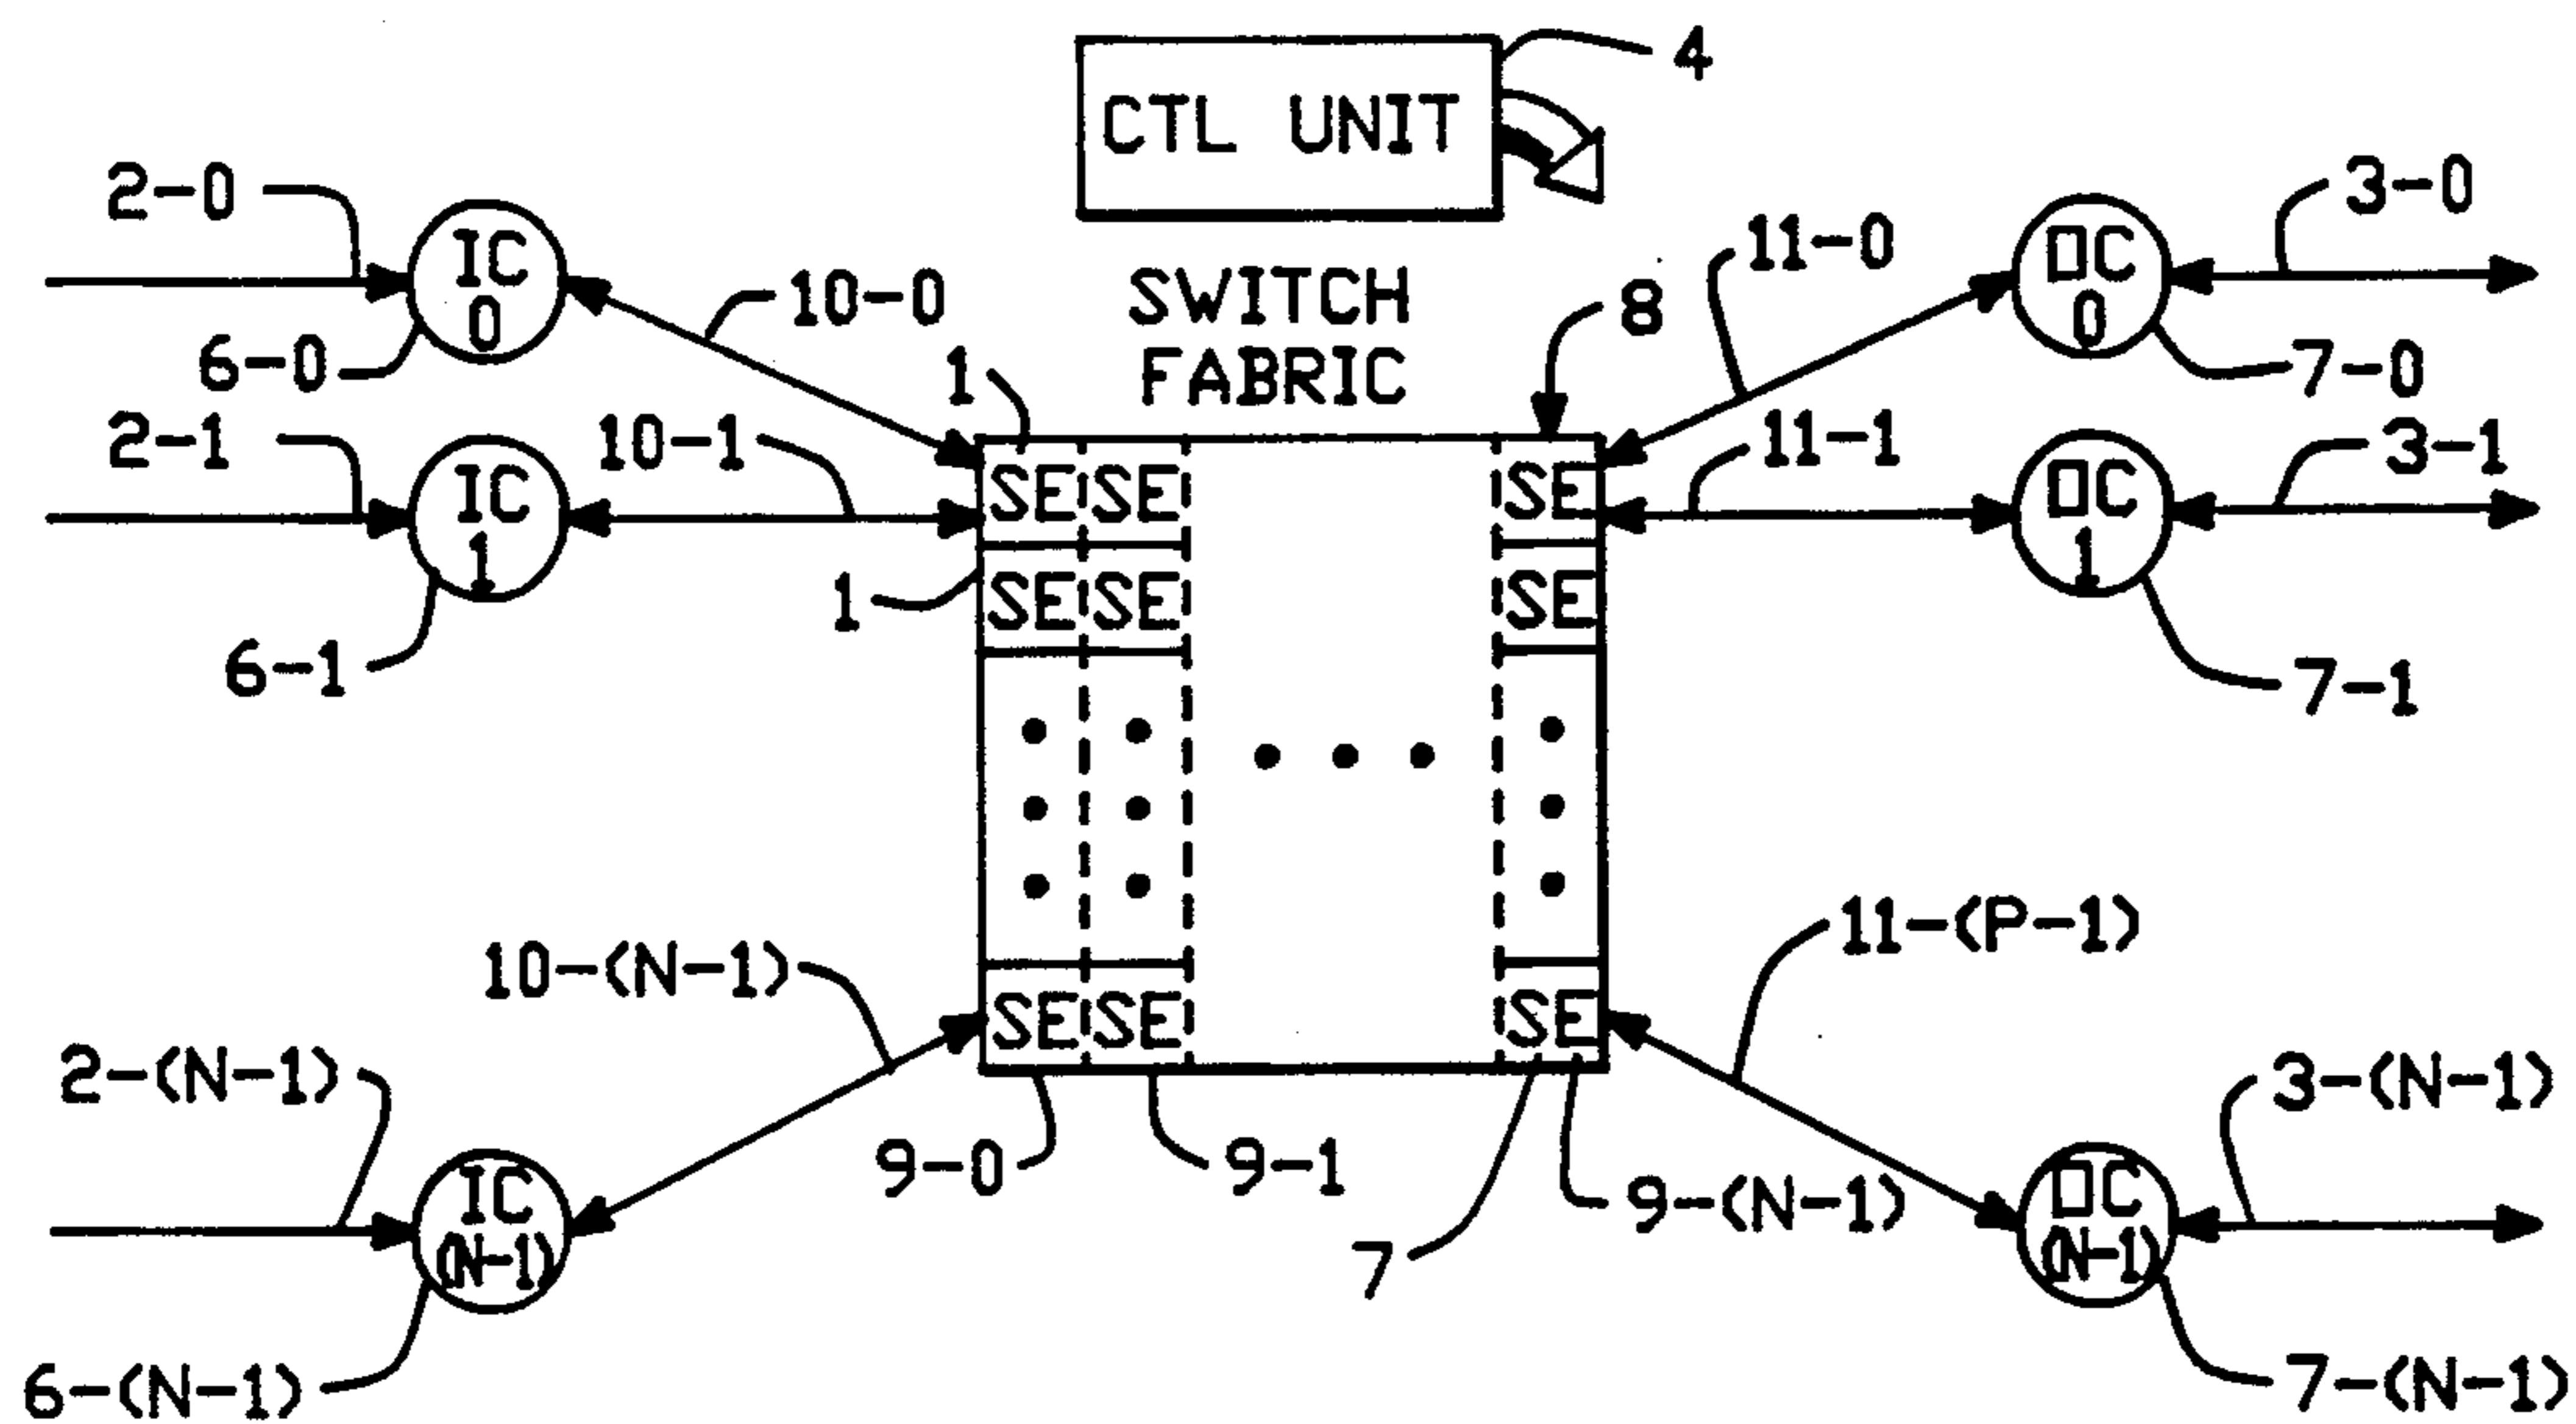 4
CTL UNIT
2-0
3-0
IC
0
OC
0
10-0
11-0
SWITCH
FABRIC
8
6-0
7-0
1
2-1
10-1
11-1
3-1
IC
1
SE SE SE
OC
1
1
SE SE SE
6-1
7-1
10-(N-1)
11-(P-1)
SE SE SE
2-(N-1)
3-(N-1)
9-0
9-1
9-(N-1)
7
IC
(N-1)
OC
(N-1)
6-(N-1)
7-(N-1)